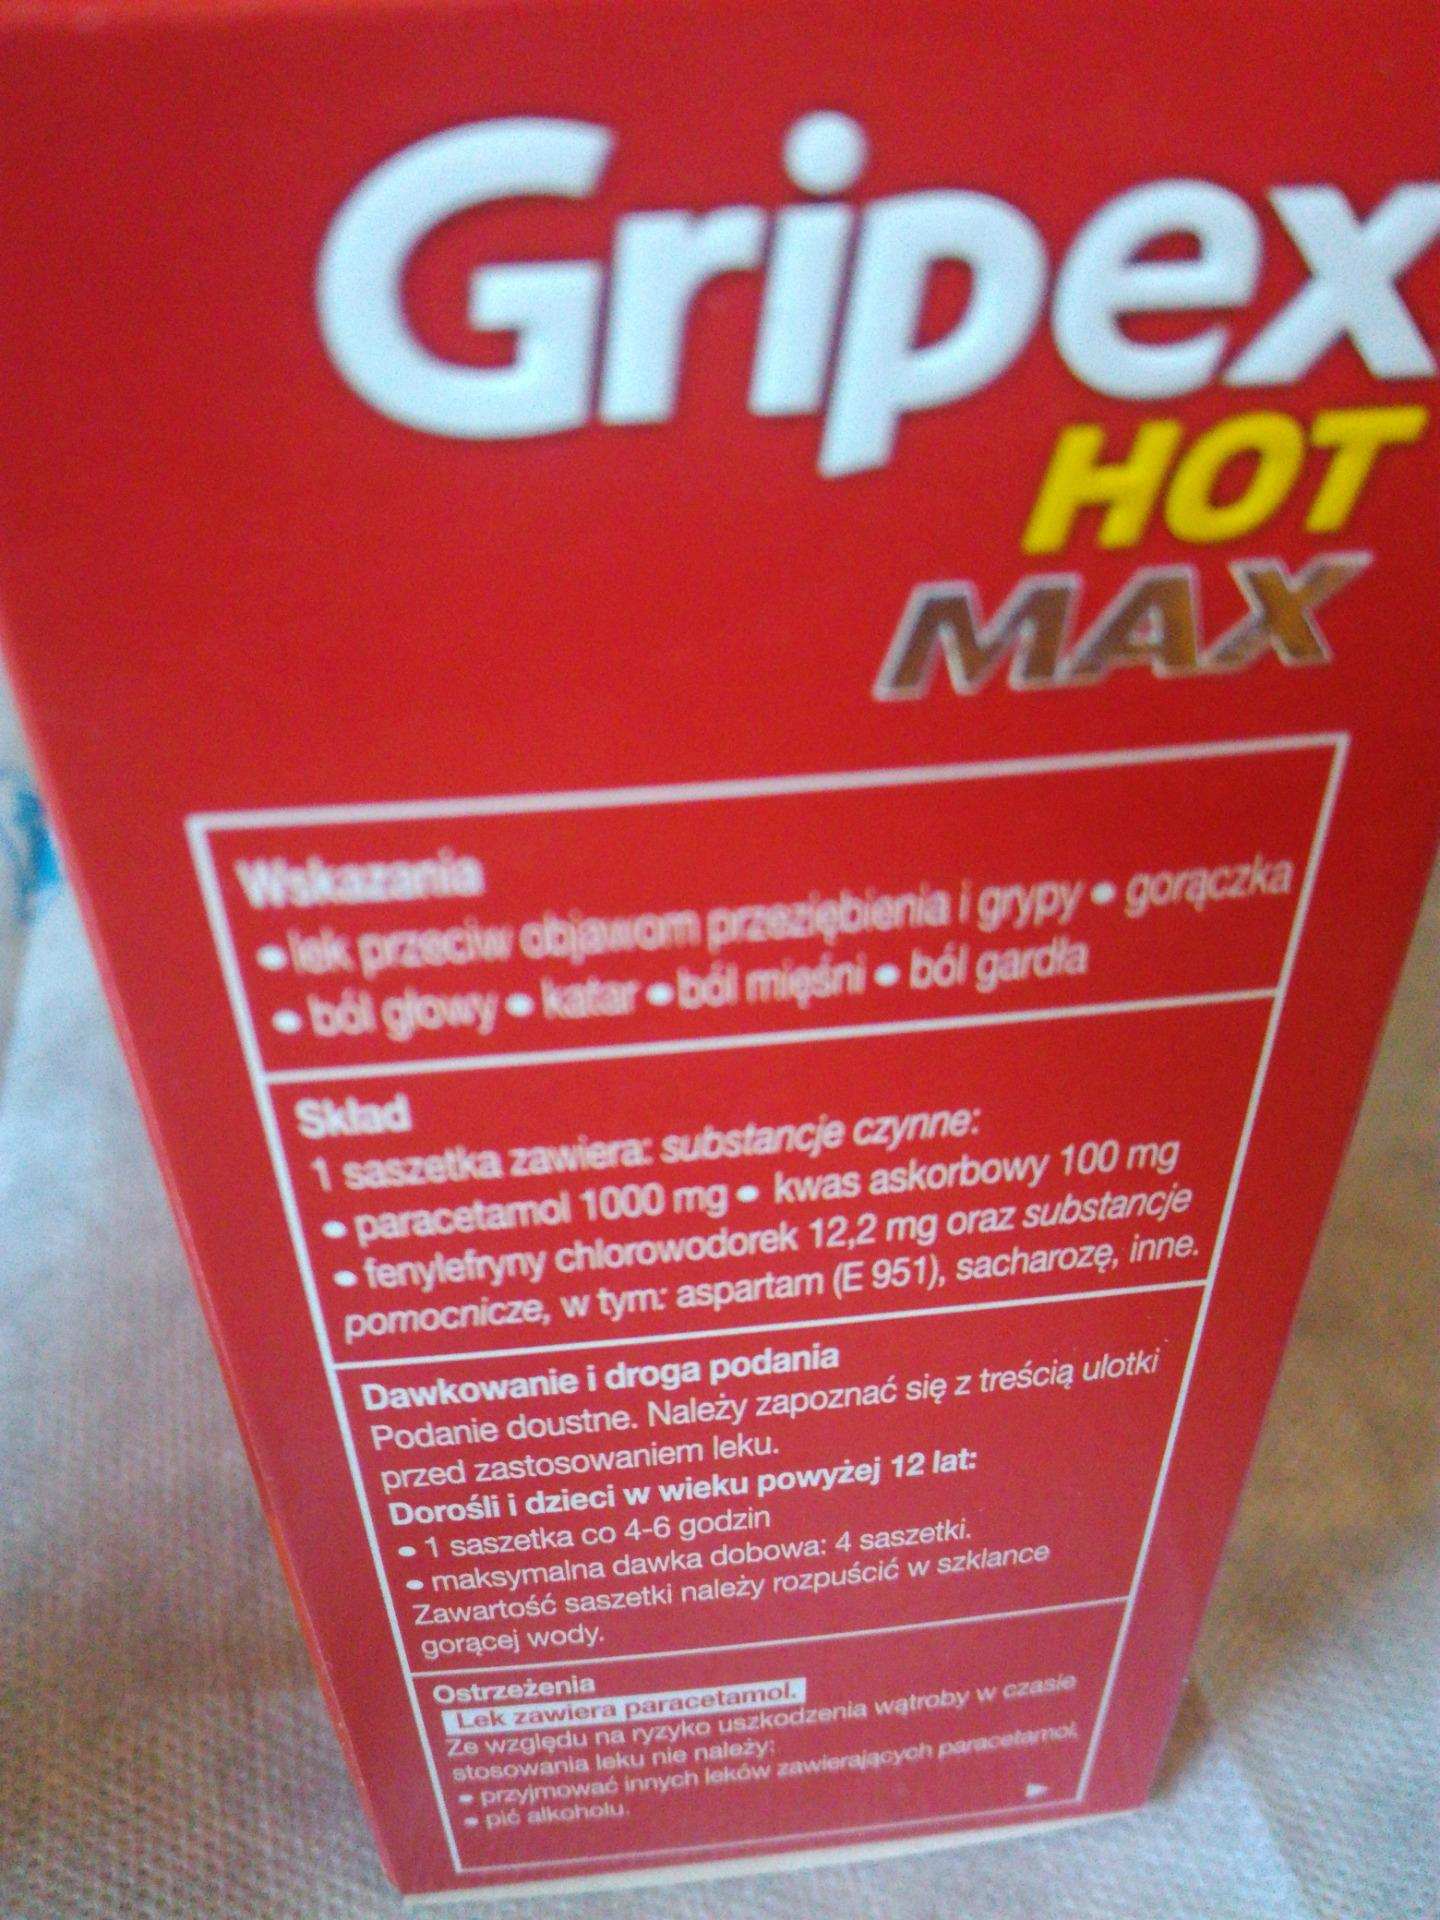 Gripex
HOT
MAX
Wskazania
• lek przeciw objawom przeziębienia i grypy • gorączka
• ból głowy • katar • ból mięśni • ból gardła
Skład
1 saszetka zawiera: substancje czynne:
• paracetamol 1000 mg • kwas askorbowy 100 mg
• fenylefryny chlorowodorek 12,2 mg oraz substancje
pomocnicze, w tym: aspartam (E 951), sacharozę, inne.
Dawkowanie i droga podania
Podanie doustne. Należy zapoznać się z treścią ulotki
przed zastosowaniem leku.
Dorośli i dzieci w wieku powyżej 12 lat:
• 1 saszetka co 4-6 godzin
• maksymalna dawka dobowa: 4 saszetki.
Zawartość saszetki należy rozpuścić w szklance
gorącej wody.
Ostrzeżenia
Lek zawiera paracetamol.
Ze względu na ryzyko uszkodzenia wątroby w czasie
stosowania leku nie należy:
• przyjmować innych leków zawierających paracetamol,
• pić alkoholu.